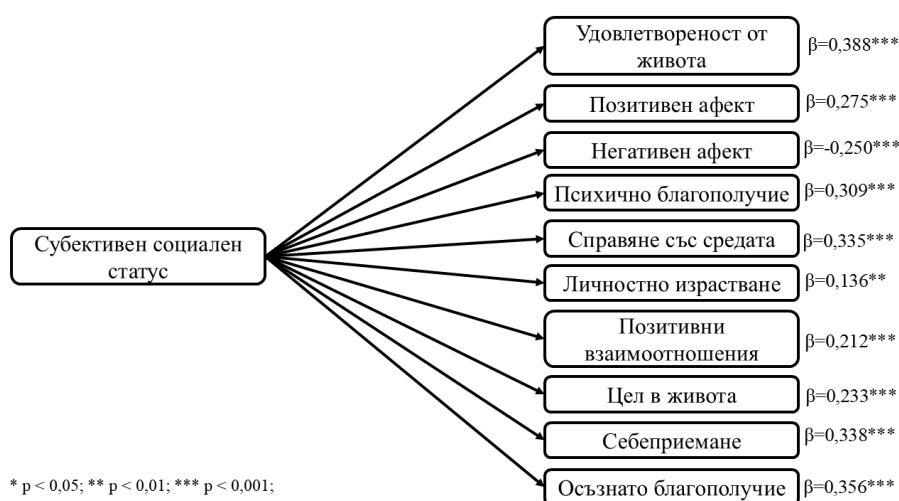 Удовлетвореност от
живота
β=0,388***
Позитивен афект
β=0,275***
Негативен афект
β=-0,250***
Психично благополучие
β=0,309***
Субективен социален
статус
Справяне със средата
β=0,335***
Личностно израстване
β=0,136**
Позитивни
взаимоотношения
β=0,212***
Цел в живота
β=0,233***
Себеприемане
β=0,338***
Осъзнато благополучие
β=0,356***
* p < 0,05; ** p < 0,01; *** p < 0,001;